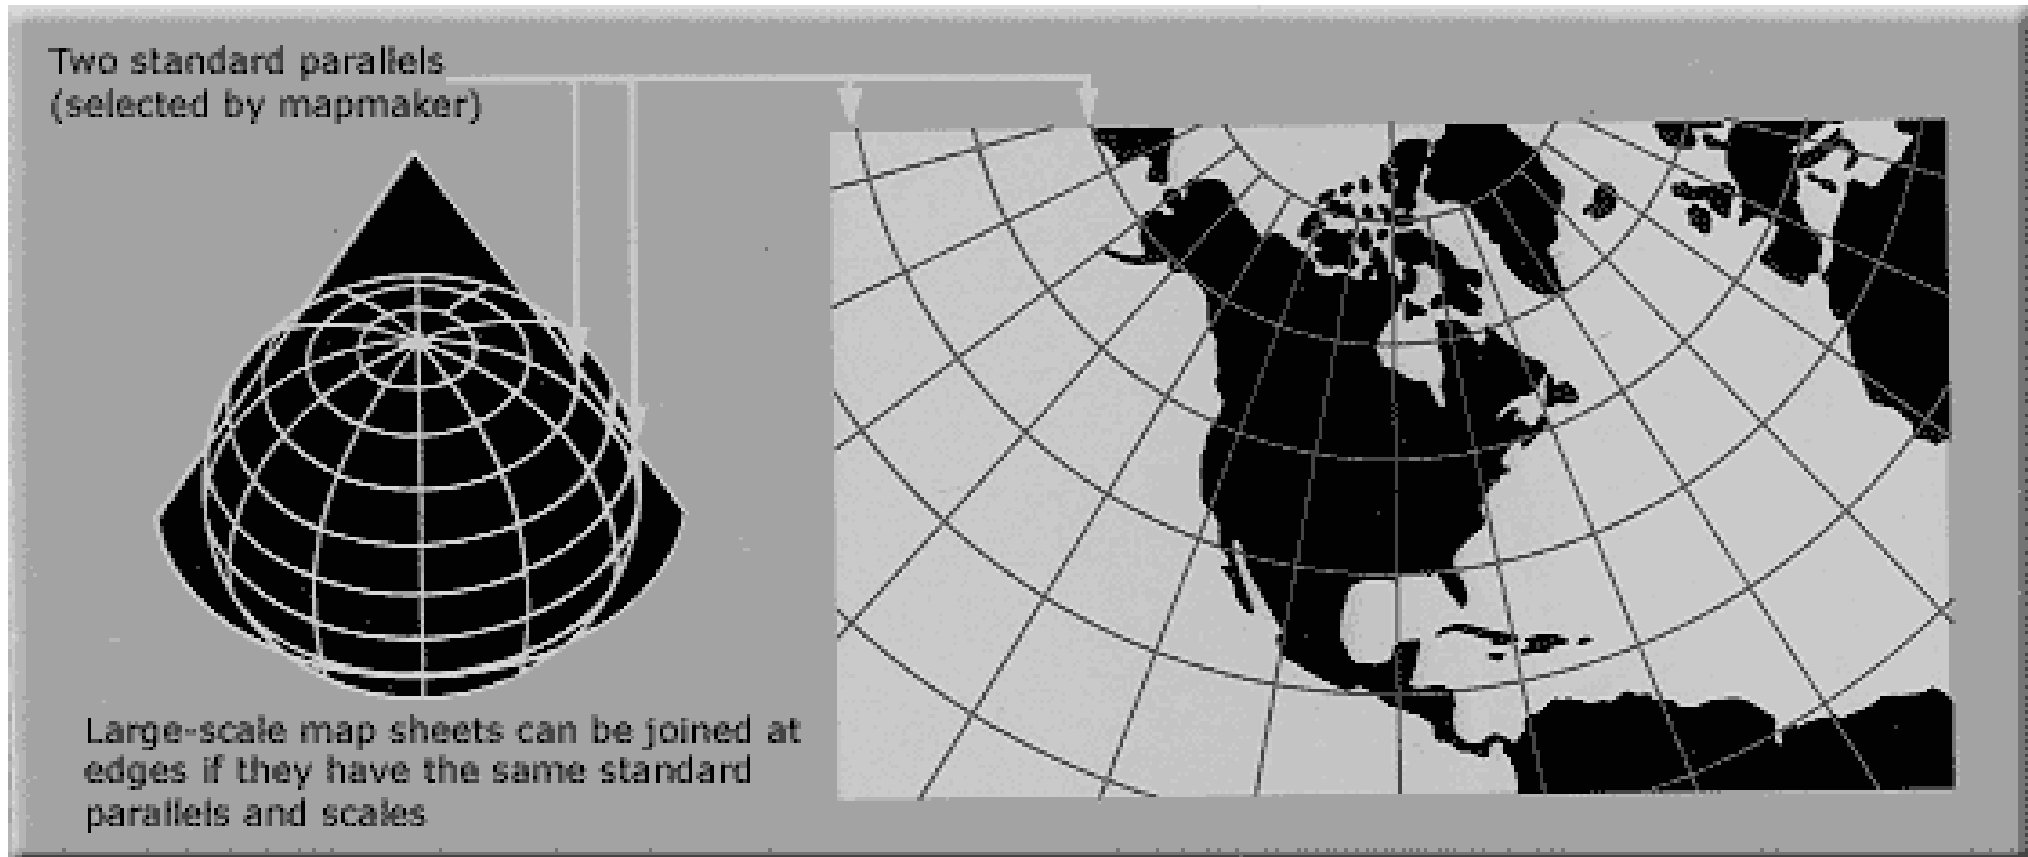 Two standard parallels
(selected by mapmaker)
Large-scale map sheets can be joined at
edges if they have the same standard
parallels and scales